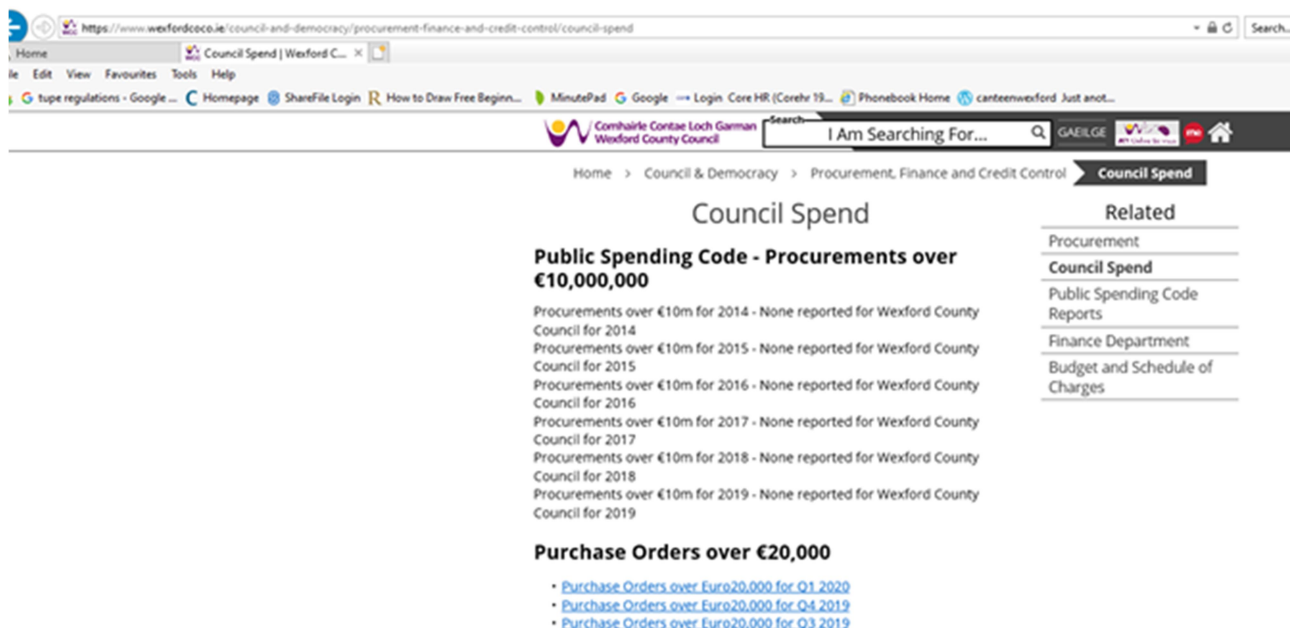 https://www.wexfordcoco.ie/council-and-democracy/procurement-finance-and-credit-control/council-spend
Search...
Home
Council Spend | Wexford C...
Edit View Favourites Tools Help
tupe regulations - Google ... Homepage ShareFile Login How to Draw Free Beginn... MinutePad Google Login Core HR (Corehr 19... Phonebook Home canteenwexford Just anot...
Comhairle Contae Loch Garman
Wexford County Council
Search
I Am Searching For...
GAEILGE
Home > Council & Democracy > Procurement, Finance and Credit Control
Council Spend
Council Spend
Public Spending Code - Procurements over
€10,000,000
Procurements over €10m for 2014 - None reported for Wexford County
Council for 2014
Procurements over €10m for 2015 - None reported for Wexford County
Council for 2015
Procurements over €10m for 2016 - None reported for Wexford County
Council for 2016
Procurements over €10m for 2017 - None reported for Wexford County
Council for 2017
Procurements over €10m for 2018 - None reported for Wexford County
Council for 2018
Procurements over €10m for 2019 - None reported for Wexford County
Council for 2019
Purchase Orders over €20,000
• Purchase Orders over Euro20,000 for Q1 2020
• Purchase Orders over Euro20,000 for Q4 2019
• Purchase Orders over Euro20,000 for Q3 2019
Related
Procurement
Council Spend
Public Spending Code
Reports
Finance Department
Budget and Schedule of
Charges